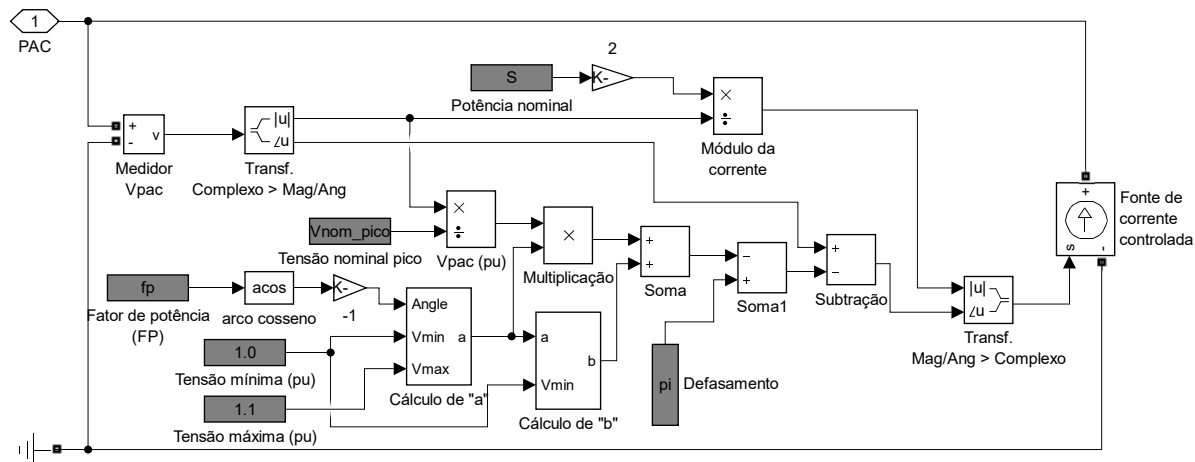 1
PAC
2
S
K-
Potência nominal
×
÷
Módulo da
corrente
+
-
v
Medidor
Vpac
|u|
∠u
Transf.
Complexo > Mag/Ang
Vnom_pico
Tensão nominal pico
×
÷
Vpac (pu)
×
Multiplicação
+
+
Soma
−
+
Soma1
+
−
Subtração
+
s
-
Fonte de
corrente
controlada
|u|
∠u
Transf.
Mag/Ang > Complexo
fp
Fator de potência
(FP)
acos
arco cosseno
K-
-1
Angle
Vmin
Vmax
a
Cálculo de "a"
a
Vmin
b
Cálculo de "b"
1.0
Tensão mínima (pu)
1.1
Tensão máxima (pu)
pi
Defasamento